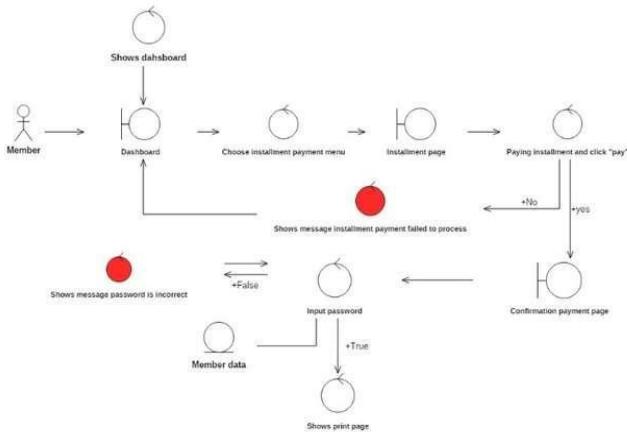 Shows dahsboard
Member
Dashboard
Choose installment payment menu
Installment page
Paying installment and click "pay"
+No
+yes
Shows message installment payment failed to process
+False
Shows message password is incorrect
Input password
Confirmation payment page
+True
Member data
Shows print page